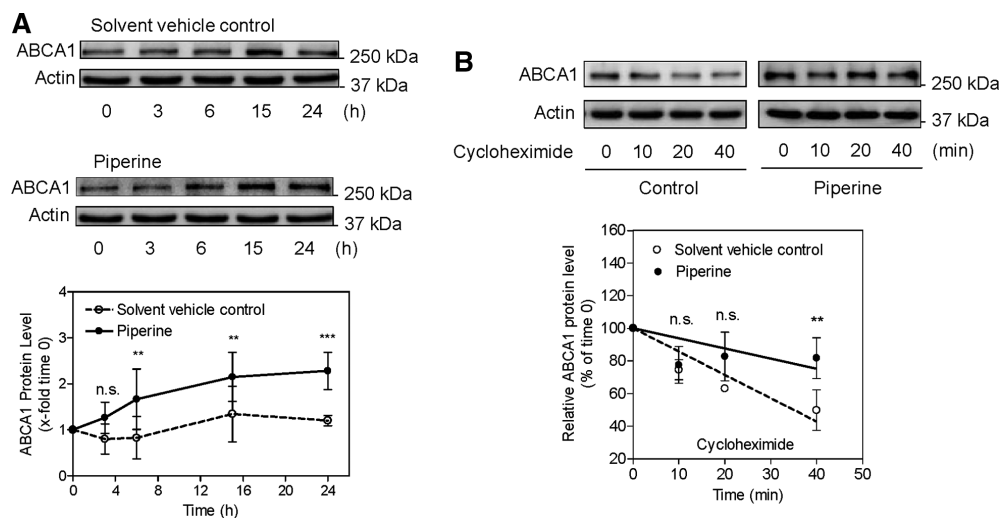 A
Solvent vehicle control
ABCA1
250 kDa
Actin
37 kDa
0 3 6 15 24 (h)
Piperine
ABCA1
250 kDa
Actin
37 kDa
0 3 6 15 24 (h)
4
3
2
1
0
ABCA1 Protein Level
(x-fold time 0)
Solvent vehicle control
Piperine
n.s.
**
**
***
0 4 8 12 16 20 24
Time (h)
B
ABCA1
250 kDa
Actin
37 kDa
Cycloheximide 0 10 20 40 0 10 20 40 (min)
Control Piperine
160
140
120
100
80
60
40
20
Relative ABCA1 protein level
(% of time 0)
Solvent vehicle control
Piperine
n.s.
n.s.
**
Cycloheximide
0 10 20 30 40 50
Time (min)